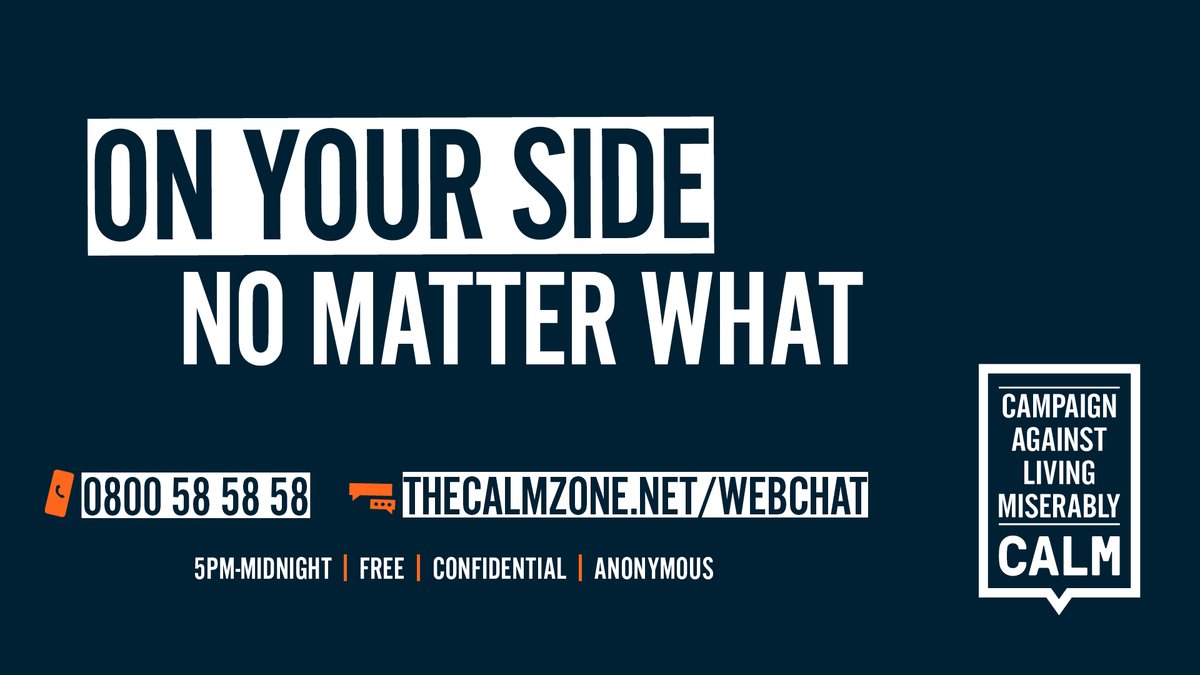 ON YOUR SIDE
NO MATTER WHAT
0800 58 58 58
THECALMZONE.NET/WEBCHAT
5PM-MIDNIGHT | FREE | CONFIDENTIAL | ANONYMOUS
CAMPAIGN
AGAINST
LIVING
MISERABLY
CALM